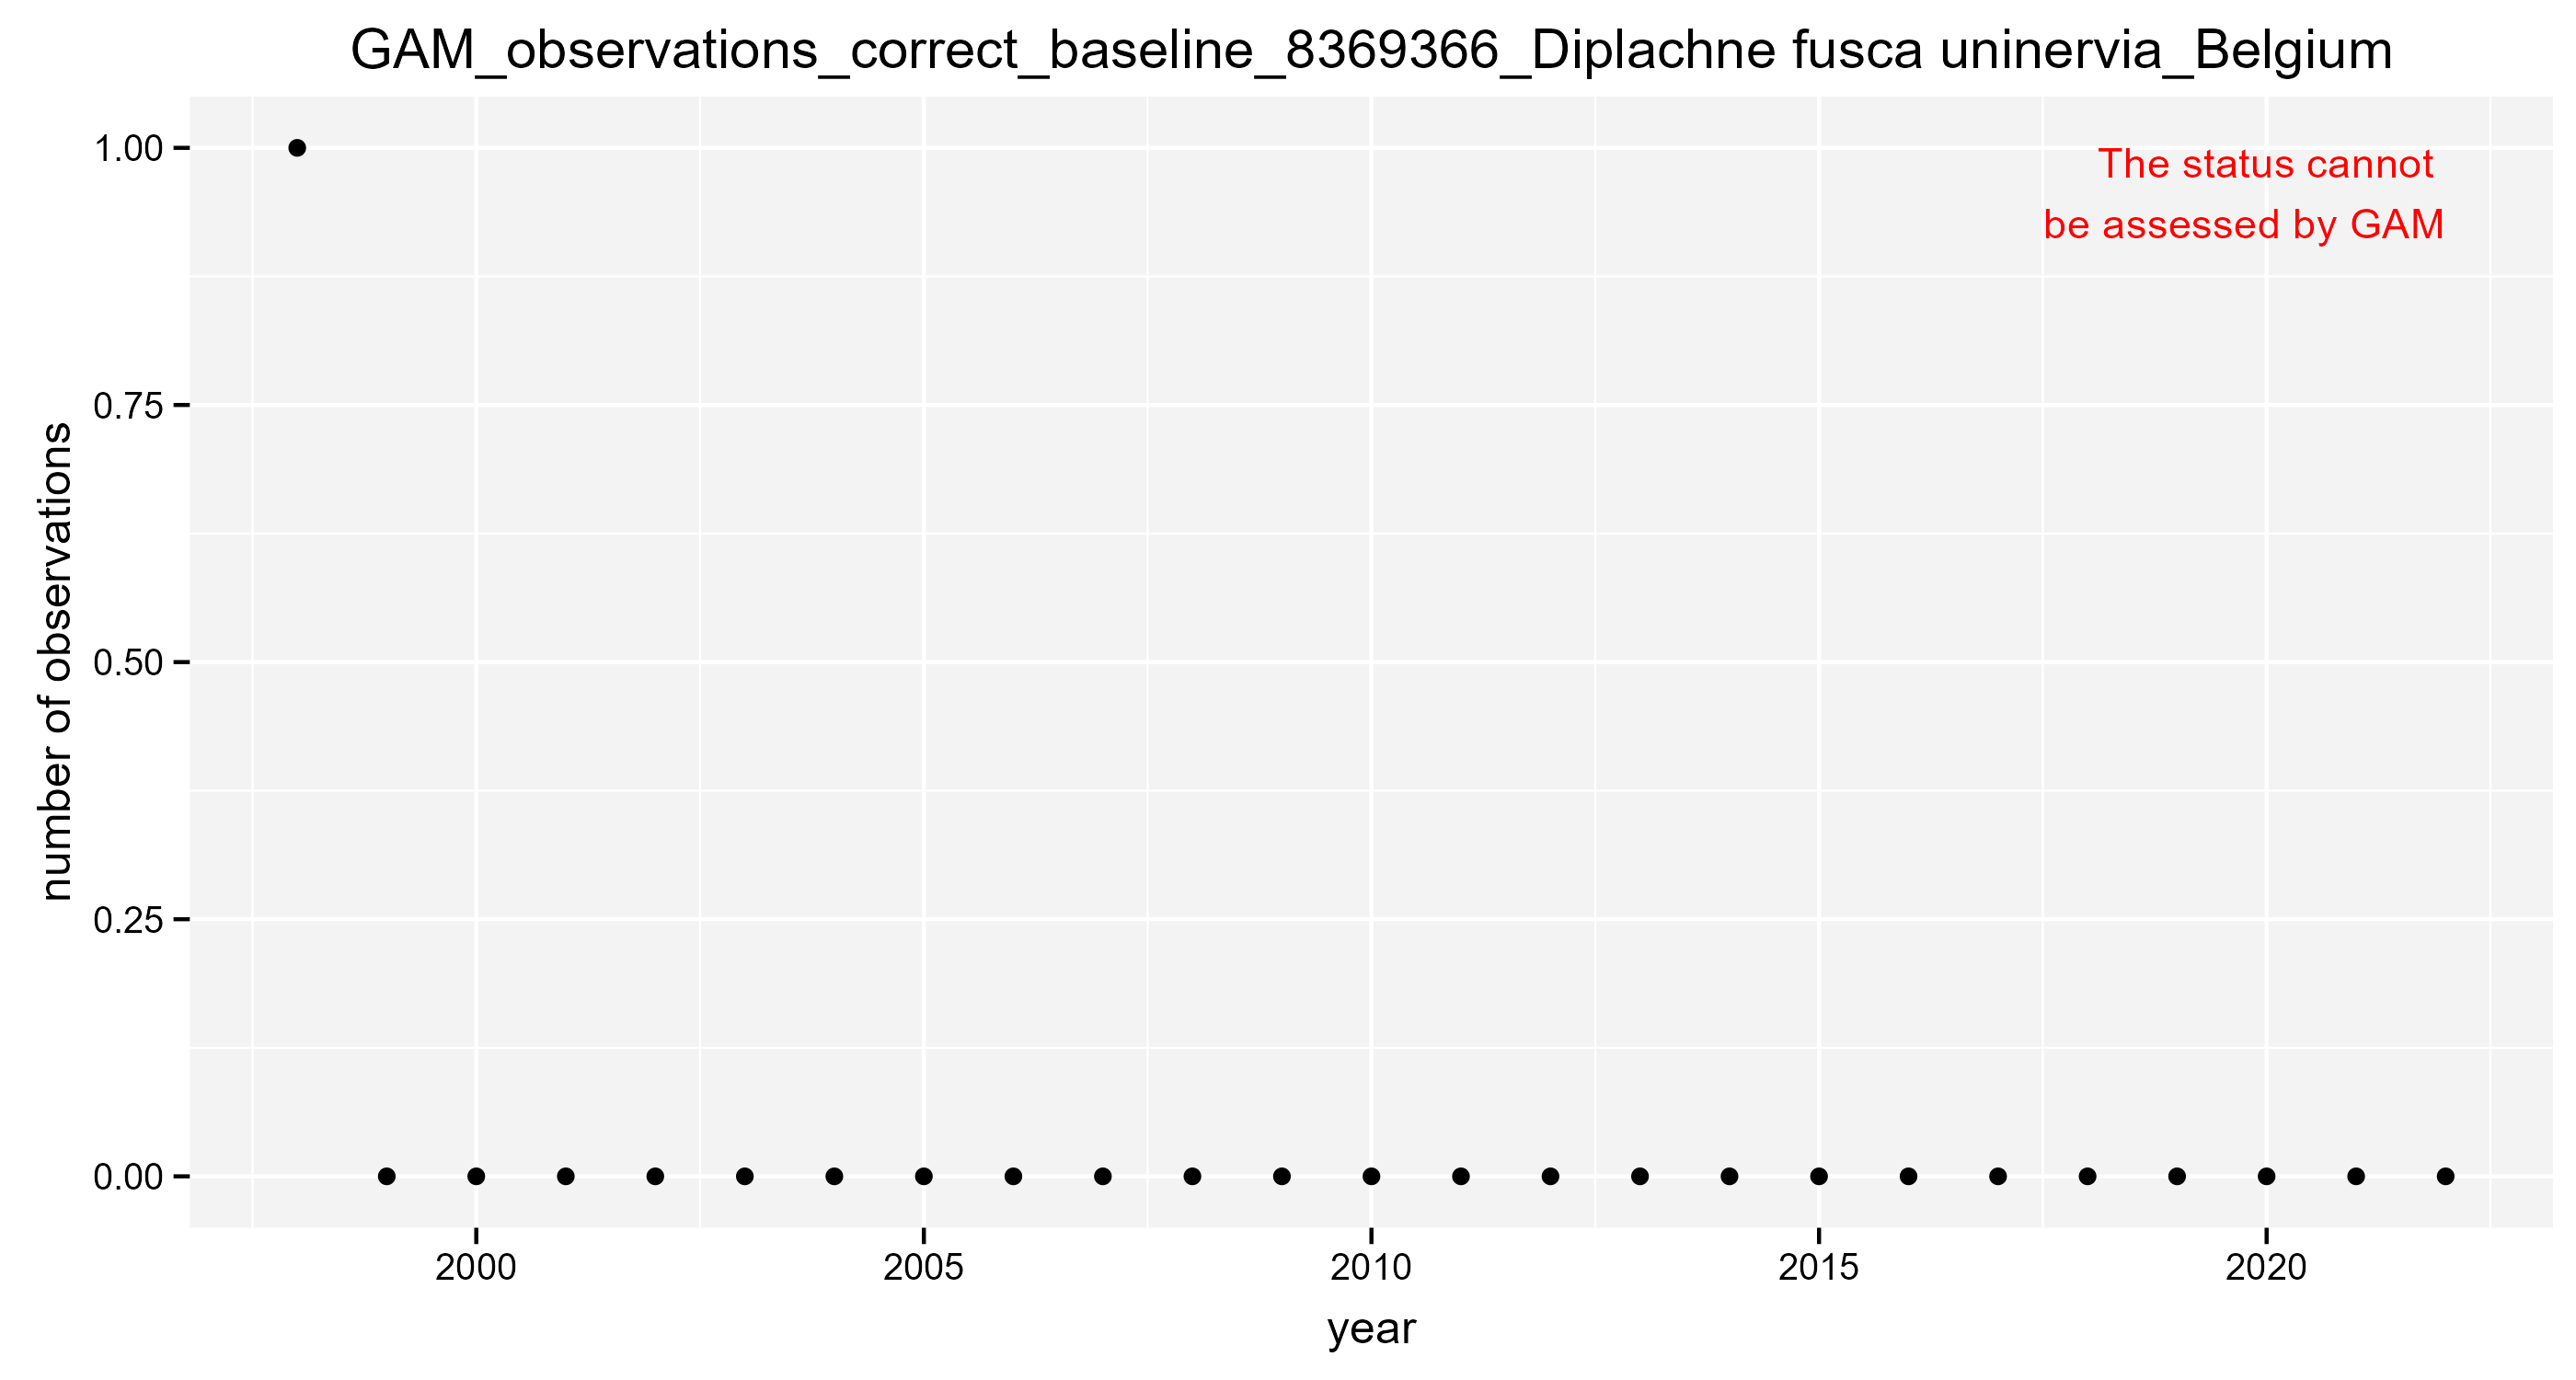 GAM_observations_correct_baseline_8369366_Diplachne fusca uninervia_Belgium
The status cannot
be assessed by GAM
number of observations
1.00
0.75
0.50
0.25
0.00
2000
2005
2010
2015
2020
year